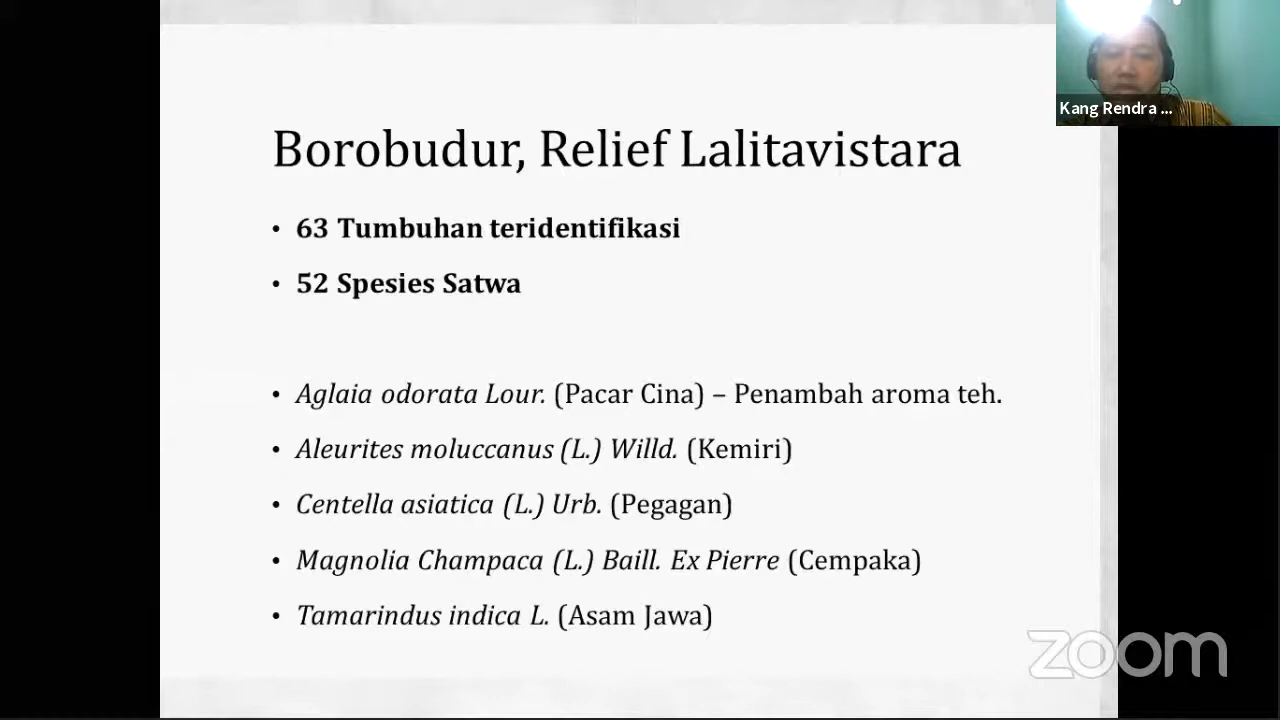 Kang Rendra ...
Borobudur, Relief Lalitavistara
• 63 Tumbuhan teridentifikasi
• 52 Spesies Satwa
• Aglaia odorata Lour. (Pacar Cina) – Penambah aroma teh.
• Aleurites moluccanus (L.) Willd. (Kemiri)
• Centella asiatica (L.) Urb. (Pegagan)
• Magnolia Champaca (L.) Baill. Ex Pierre (Cempaka)
• Tamarindus indica L. (Asam Jawa)
zoom